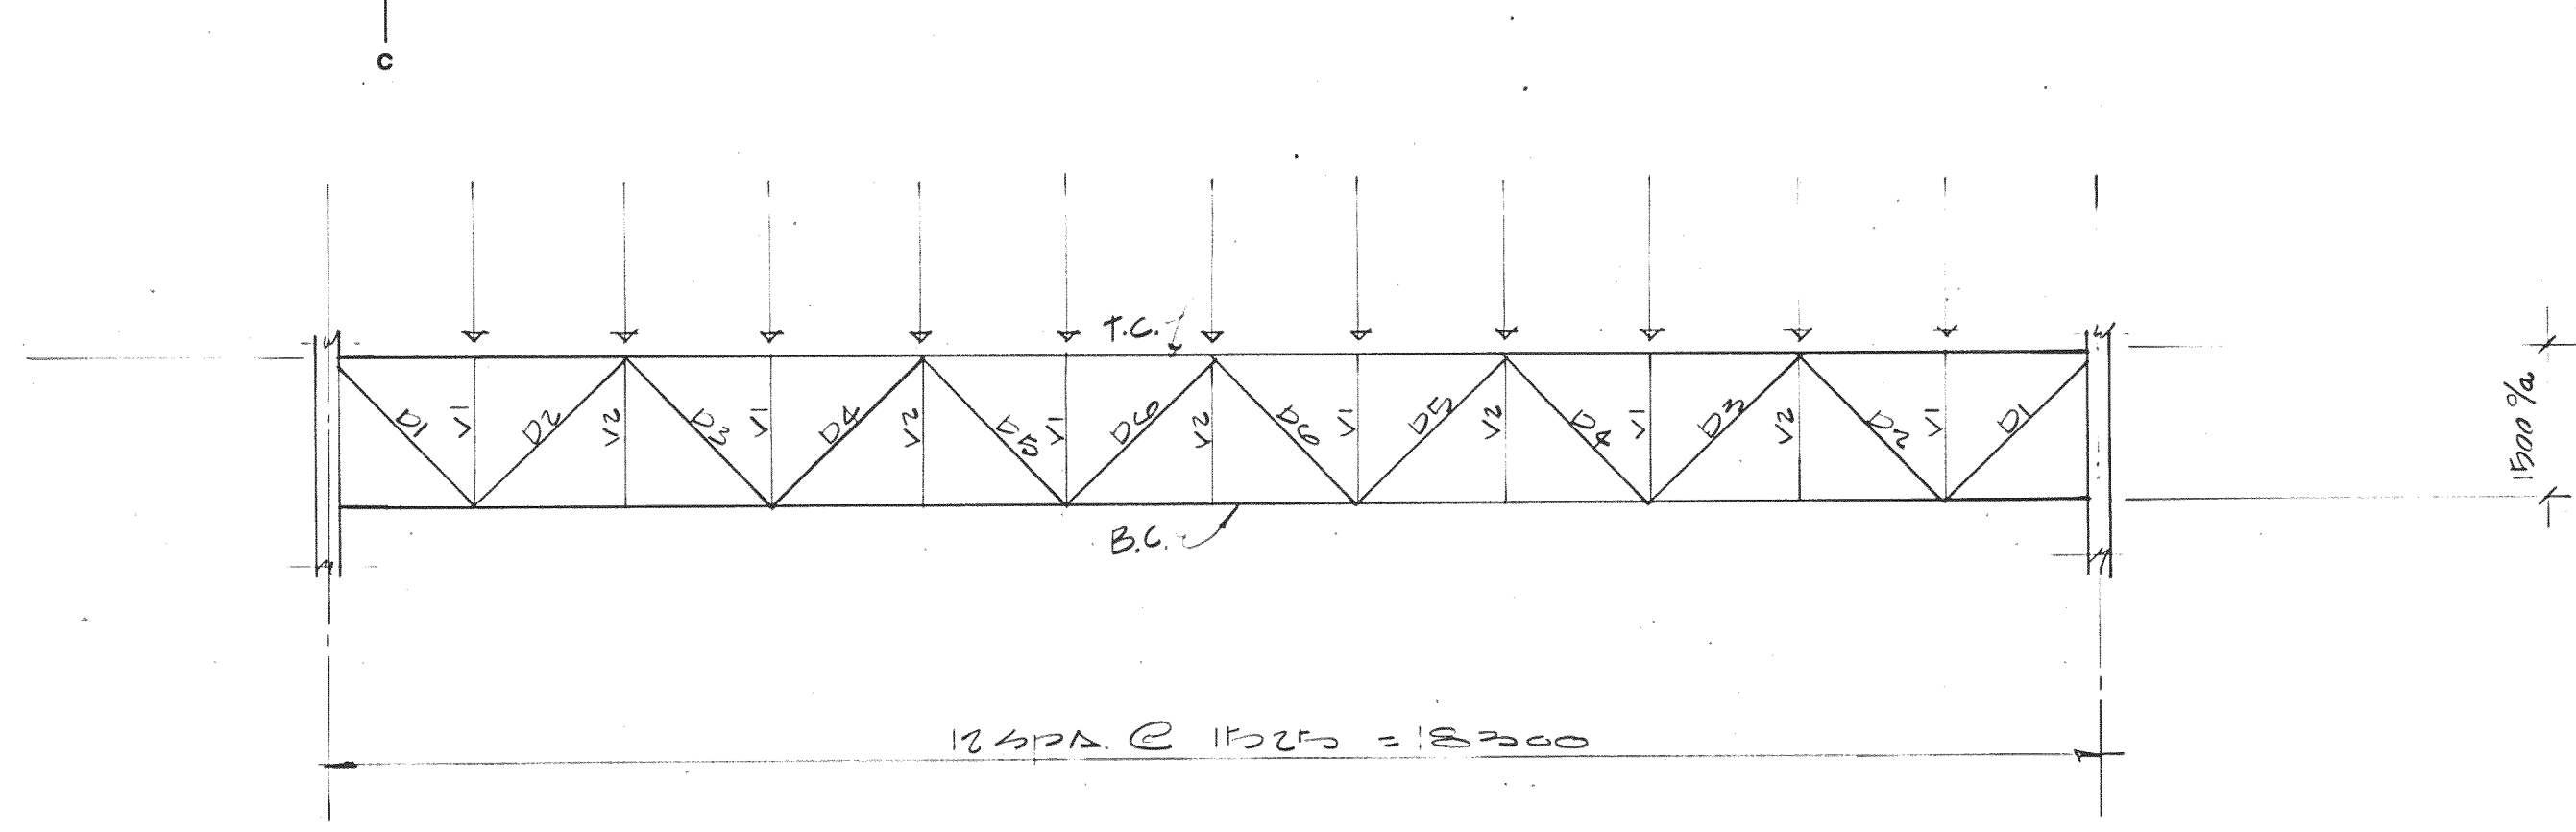 C
T.C.
D1 V1 D2 V2 D3 V1 D4 V2 D5 V1 D6 V2 D6 V1 D5 V2 D4 V1 D3 V2 D2 V1 D1
1500 %
B.C.
12 SPA. @ 1525 = 18300